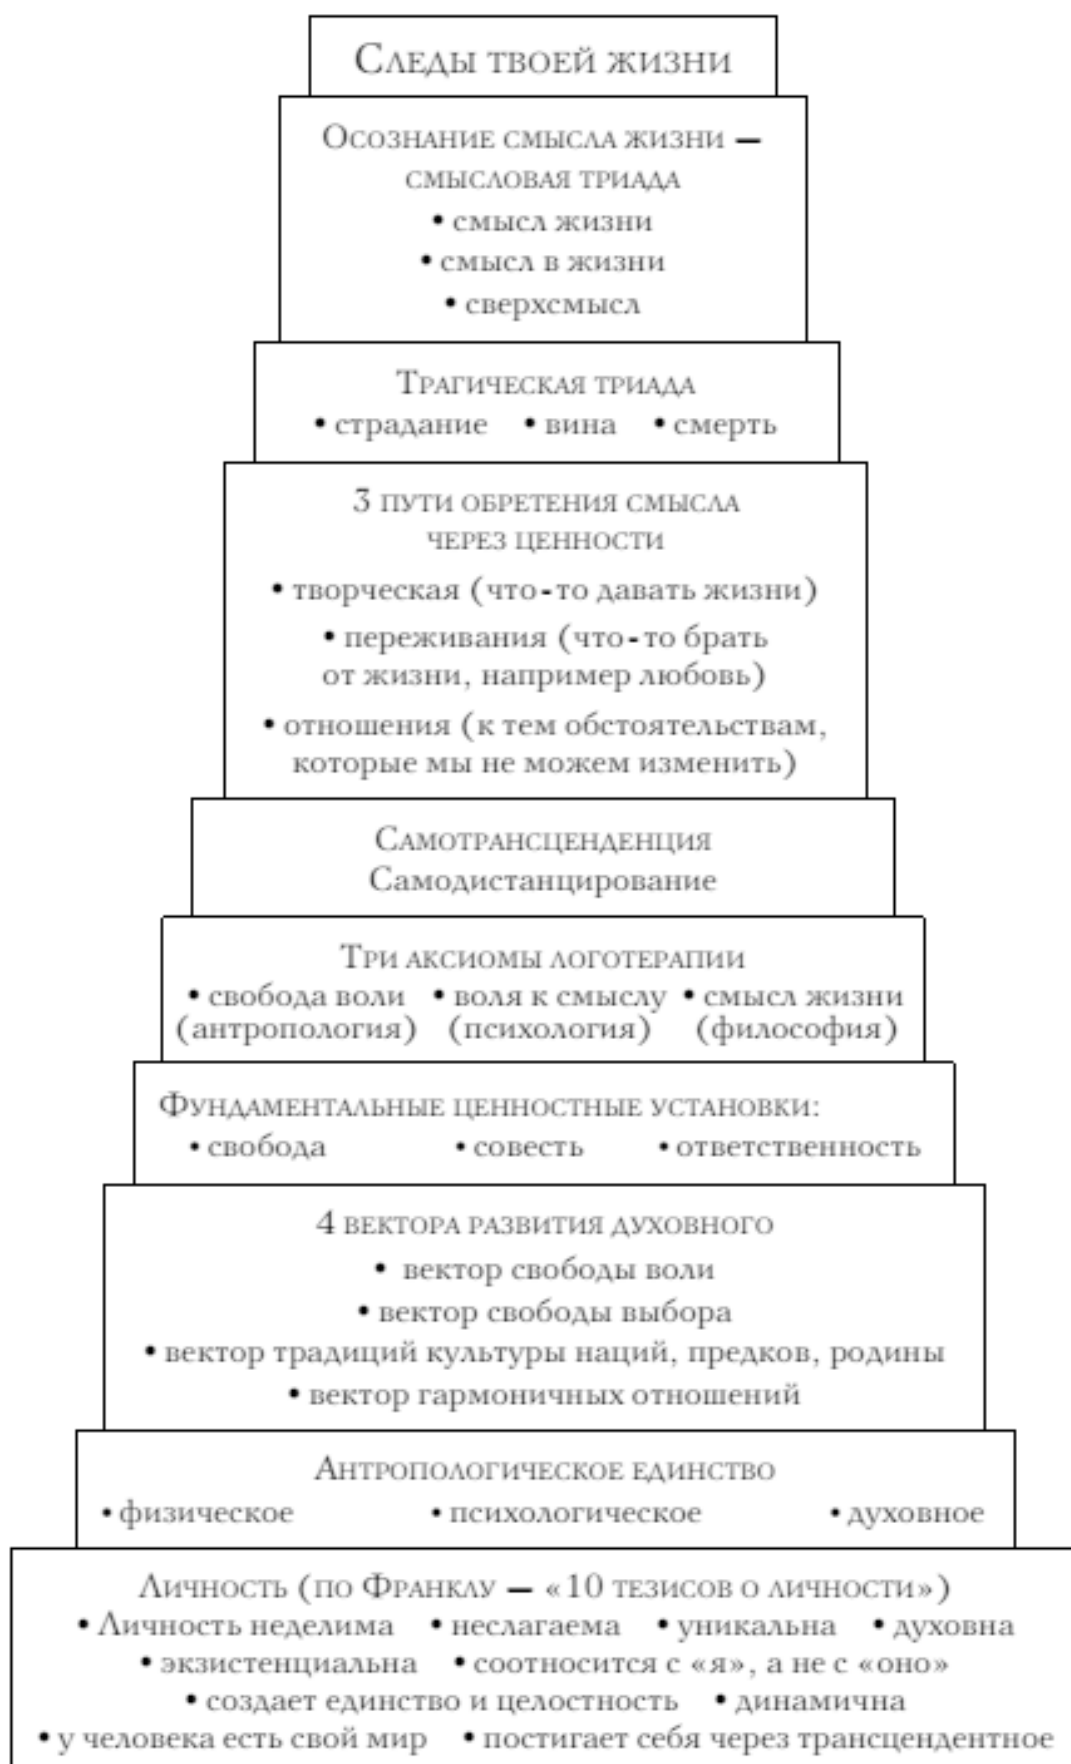 Следы твоей жизни
Осознание смысла жизни —
смысловая триада
• смысл жизни
• смысл в жизни
• сверхсмысл
Трагическая триада
• страдание • вина • смерть
3 пути обретения смысла
через ценности
• творческая (что-то давать жизни)
• переживания (что-то брать
от жизни, например любовь)
• отношения (к тем обстоятельствам,
которые мы не можем изменить)
Самотрансценденция
Самодистанцирование
Три аксиомы логотерапии
• свобода воли • воля к смыслу • смысл жизни
(антропология) (психология) (философия)
Фундаментальные ценностные установки:
• свобода • совесть • ответственность
4 вектора развития духовного
• вектор свободы воли
• вектор свободы выбора
• вектор традиций культуры наций, предков, родины
• вектор гармоничных отношений
Антропологическое единство
• физическое • психологическое • духовное
Личность (по Франклу — «10 тезисов о личности»)
• Личность неделима • неслагаема • уникальна • духовна
• экзистенциальна • соотносится с «я», а не с «оно»
• создает единство и целостность • динамична
• у человека есть свой мир • постигает себя через трансцендентное